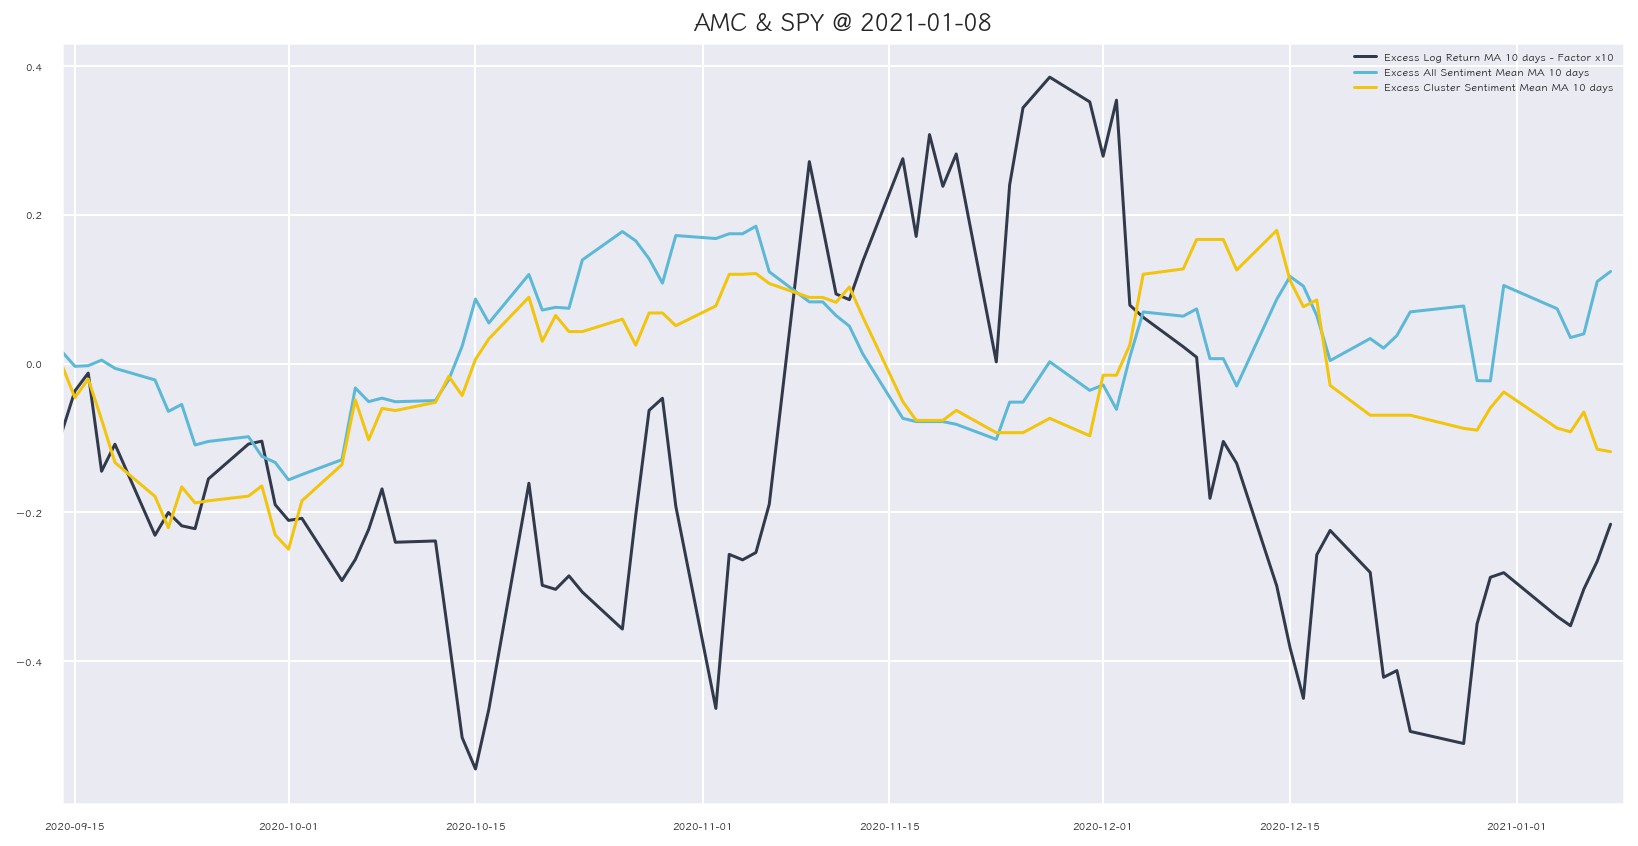 AMC & SPY @ 2021-01-08
Excess Log Return MA 10 days - Factor x10
Excess All Sentiment Mean MA 10 days
Excess Cluster Sentiment Mean MA 10 days
0.4
0.2
0.0
−0.2
−0.4
2020-09-15 2020-10-01 2020-10-15 2020-11-01 2020-11-15 2020-12-01 2020-12-15 2021-01-01